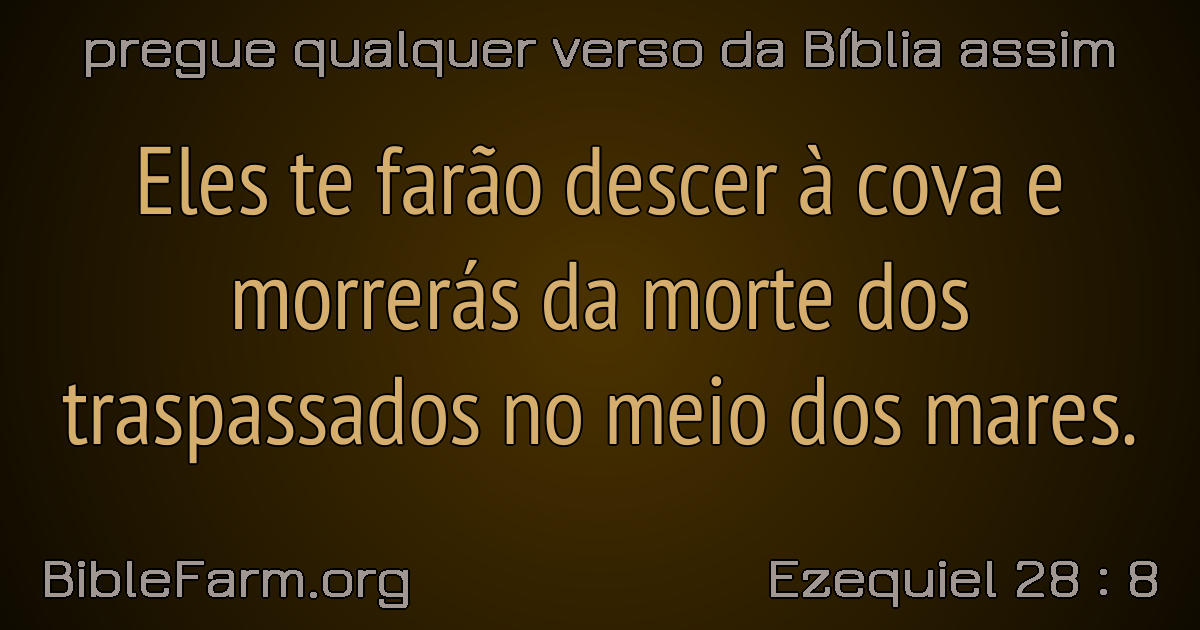 pregue qualquer verso da Bíblia assim
Eles te farão descer à cova e
morrerás da morte dos
traspassados no meio dos mares.
BibleFarm.org
Ezequiel 28 : 8